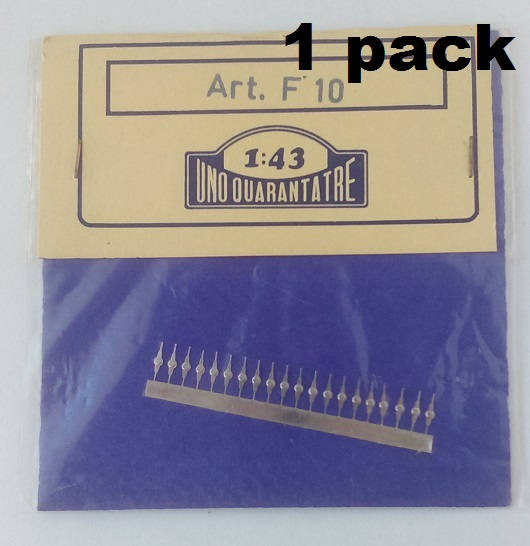 1 pack
Art. F 10
1:43
UNO QUARANTATRE